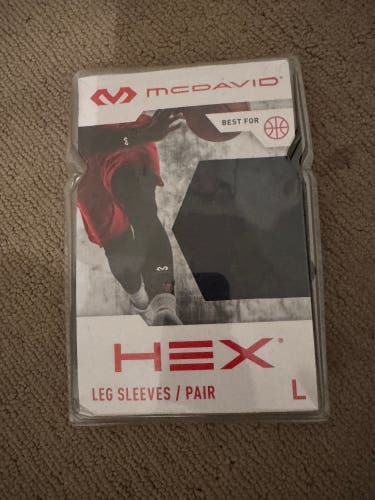 McDAVID®
BEST FOR
HEX®
LEG SLEEVES / PAIR
L